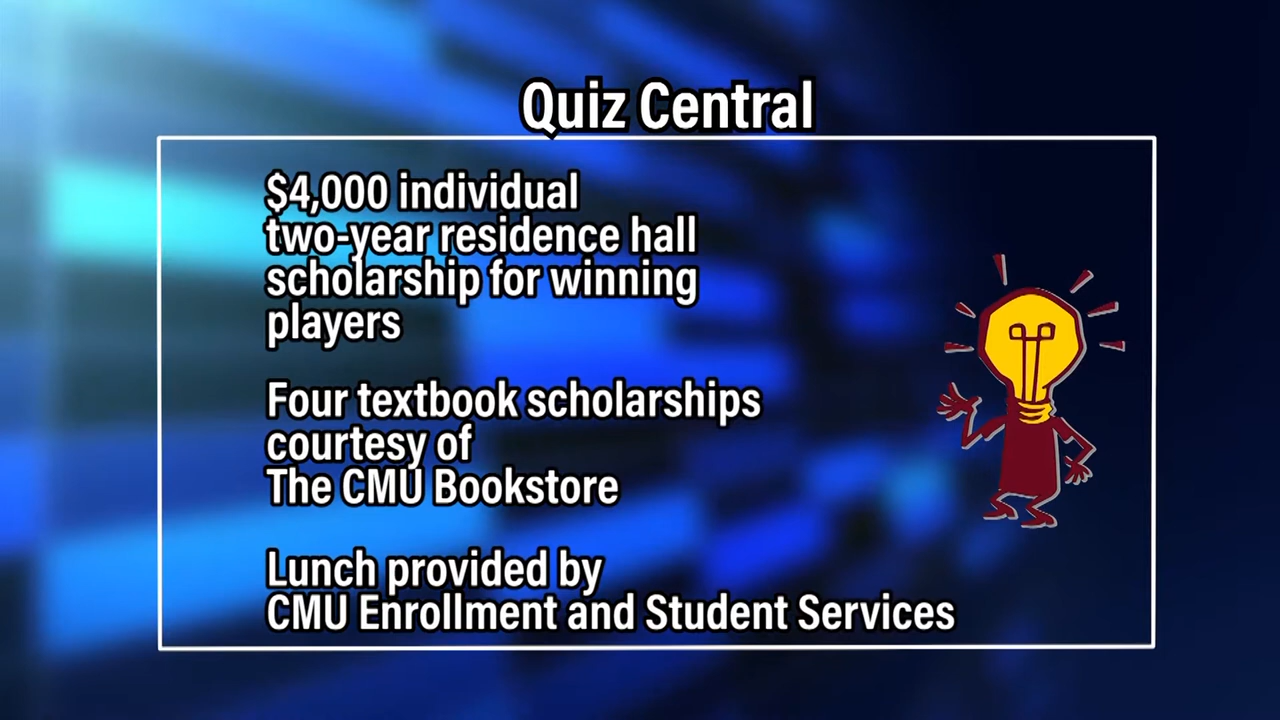 Quiz Central
$4,000 individual
two-year residence hall
scholarship for winning
players
Four textbook scholarships
courtesy of
The CMU Bookstore
Lunch provided by
CMU Enrollment and Student Services